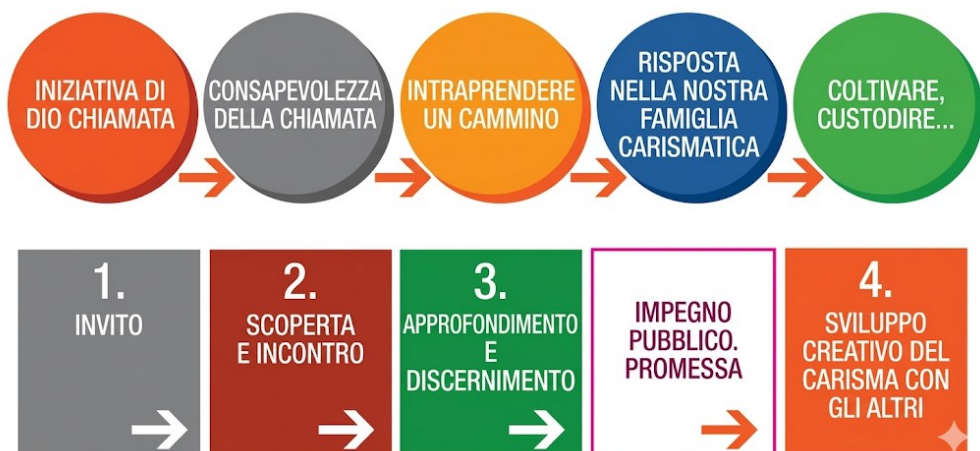 INIZIATIVA DI
DIO CHIAMATA
CONSAPEVOLEZZA
DELLA CHIAMATA
INTRAPRENDERE
UN CAMMINO
RISPOSTA
NELLA NOSTRA
FAMIGLIA
CARISMATICA
COLTIVARE,
CUSTODIRE...
1.
INVITO
2.
SCOPERTA
E INCONTRO
3.
APPROFONDIMENTO
E
DISCERNIMENTO
IMPEGNO
PUBBLICO.
PROMESSA
4.
SVILUPPO
CREATIVO DEL
CARISMA CON
GLI ALTRI